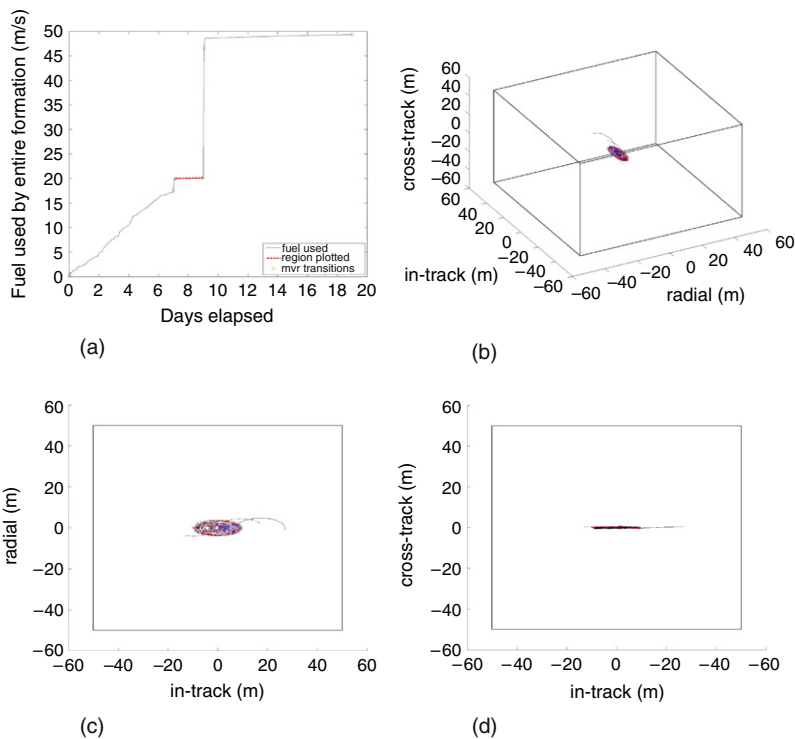 Fuel used by entire formation (m/s)
50
45
40
35
30
25
20
15
10
5
0
0 2 4 6 8 10 12 14 16 18 20
Days elapsed
fuel used
region plotted
mvr transitions
(a)
cross-track (m)
60
40
20
0
−20
−40
−60
60
40
20
0
−20
−40
−60
in-track (m)
−60
−40
−20
0
20
40
60
radial (m)
(b)
radial (m)
60
40
20
0
−20
−40
−60
−60 −40 −20 0 20 40 60
in-track (m)
(c)
cross-track (m)
60
40
20
0
−20
−40
−60
−60 −40 −20 0 −20 −40 −60
in-track (m)
(d)